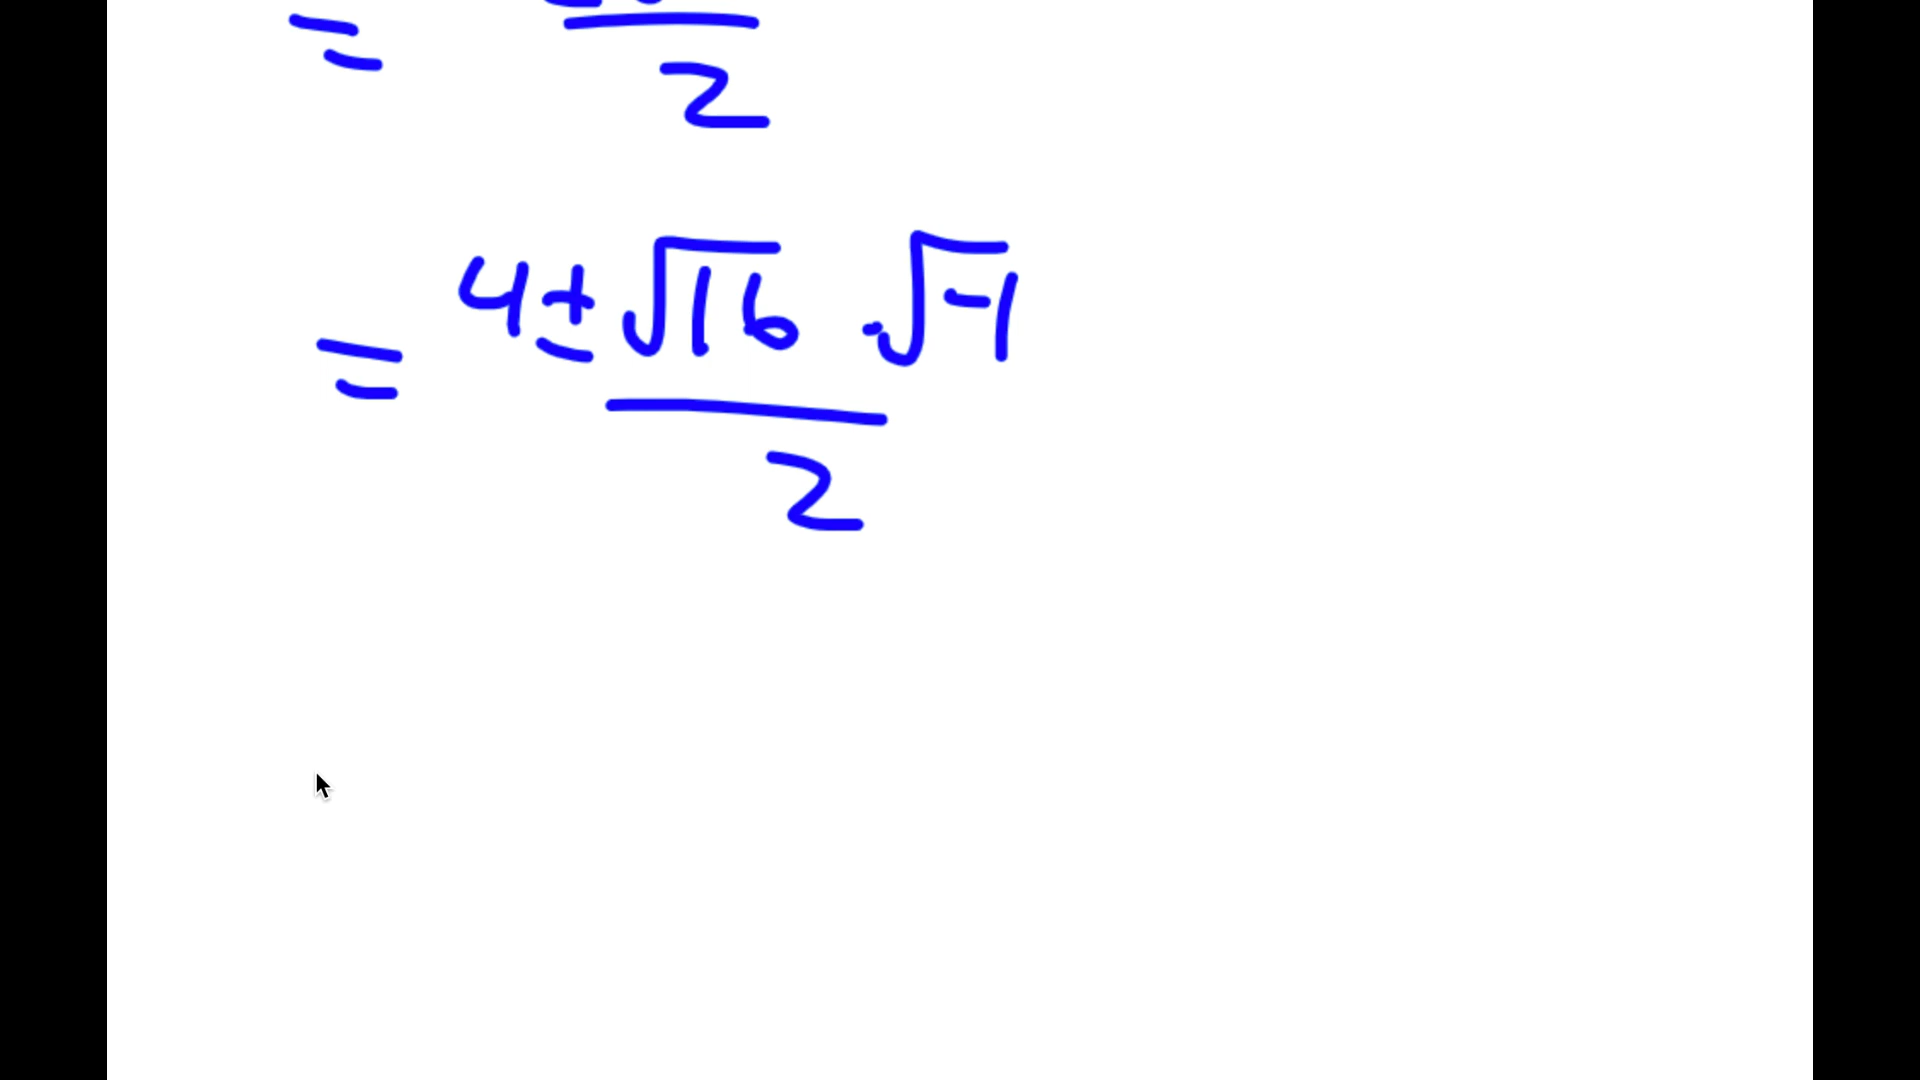 =
2
= 4 ± √16 · √-1
2